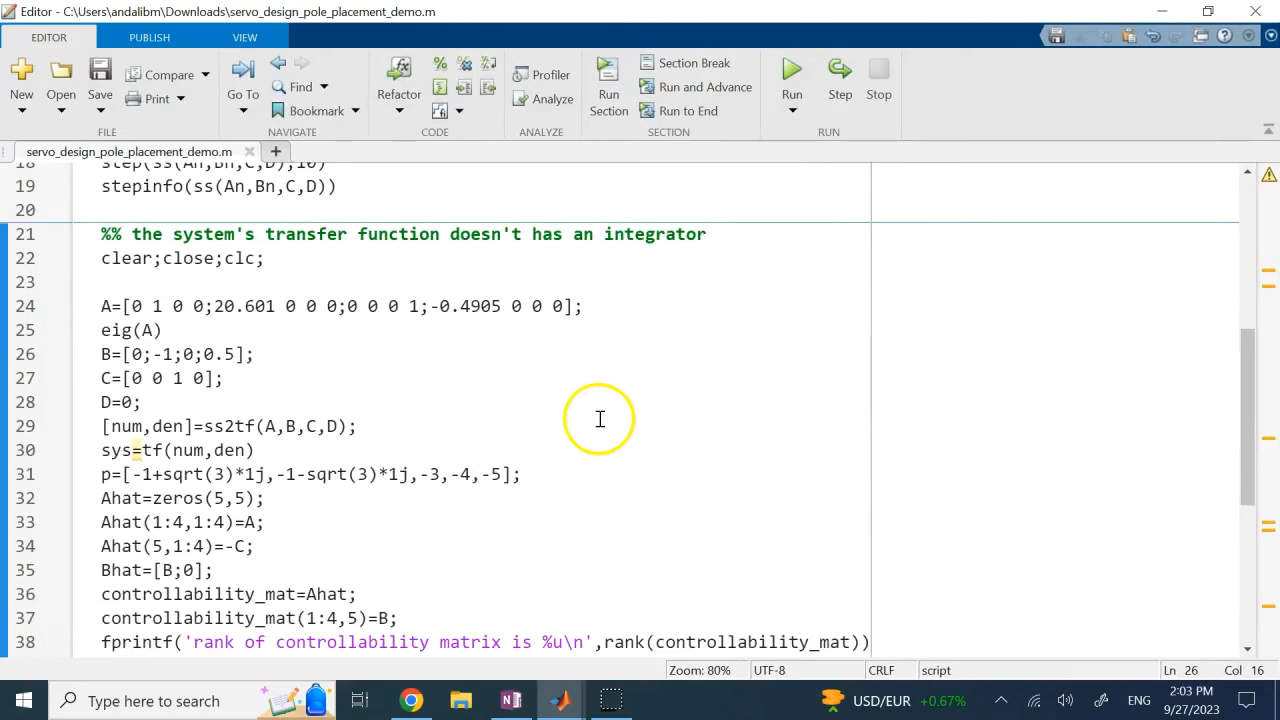 Editor - C:\Users\andalibm\Downloads\servo_design_pole_placement_demo.m
EDITOR PUBLISH VIEW
New Open Save Compare Print
Go To Find Bookmark
Refactor
Profiler Analyze
Run Section Section Break Run and Advance Run to End
Run Step Stop
FILE NAVIGATE CODE ANALYZE SECTION RUN
servo_design_pole_placement_demo.m
18 step(ss(An,Bn,C,D),10)
19 stepinfo(ss(An,Bn,C,D))
20
21 %% the system's transfer function doesn't has an integrator
22 clear;close;clc;
23
24 A=[0 1 0 0;20.601 0 0 0;0 0 0 1;-0.4905 0 0 0];
25 eig(A)
26 B=[0;-1;0;0.5];
27 C=[0 0 1 0];
28 D=0;
29 [num,den]=ss2tf(A,B,C,D);
30 sys=tf(num,den)
31 p=[-1+sqrt(3)*1j,-1-sqrt(3)*1j,-3,-4,-5];
32 Ahat=zeros(5,5);
33 Ahat(1:4,1:4)=A;
34 Ahat(5,1:4)=-C;
35 Bhat=[B;0];
36 controllability_mat=Ahat;
37 controllability_mat(1:4,5)=B;
38 fprintf('rank of controllability matrix is %u\n',rank(controllability_mat))
Zoom: 80% UTF-8 CRLF script Ln 26 Col 16
Type here to search
USD/EUR +0.67%
ENG
2:03 PM
9/27/2023